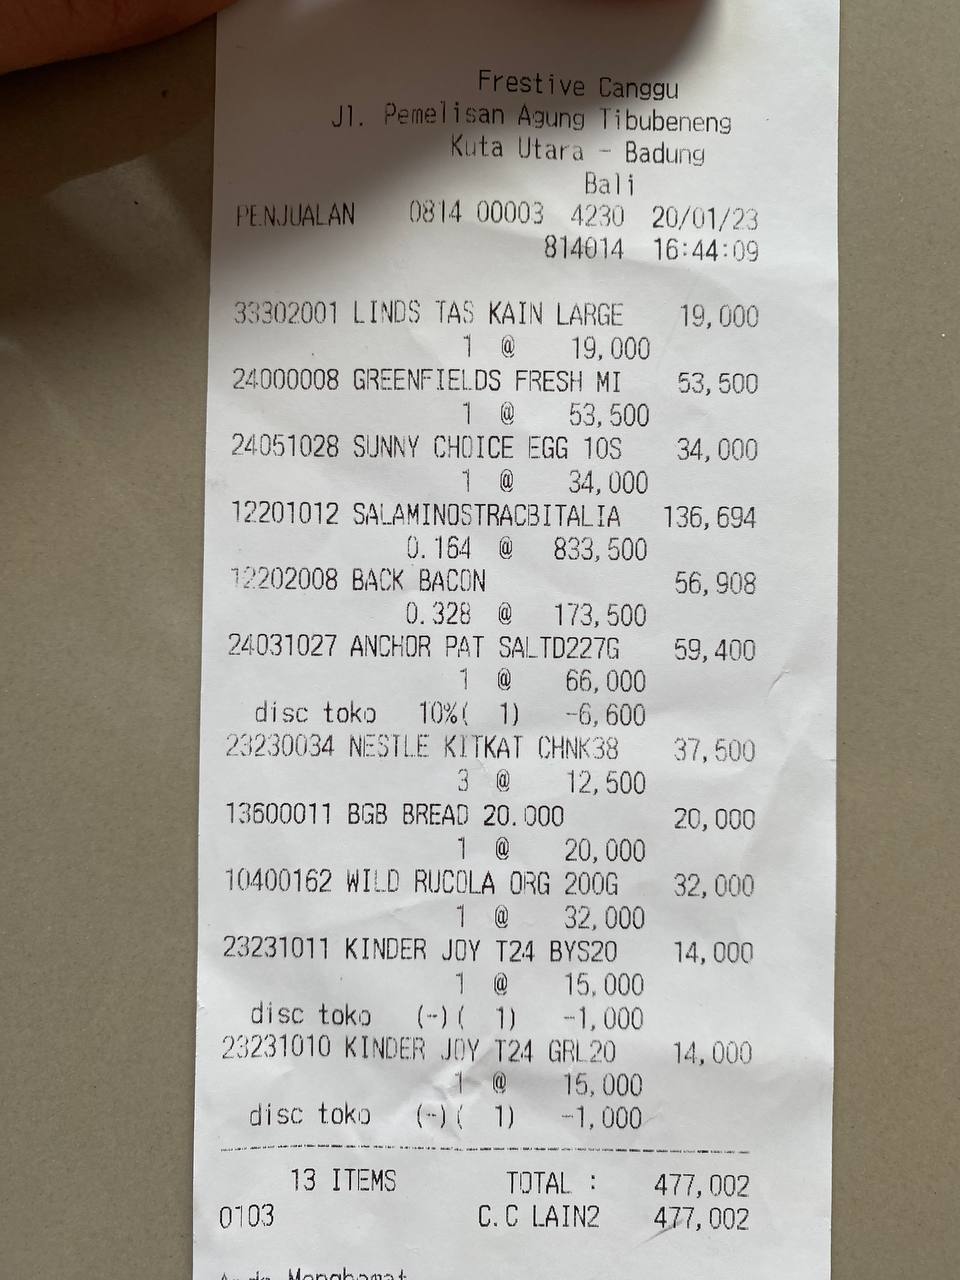 Frestive Canggu
Jl. Pemelisan Agung Tibubeneng
Kuta Utara - Badung
Bali
PENJUALAN 0814 00003 4230 20/01/23
814014 16:44:09
33302001 LINDS TAS KAIN LARGE 19,000
1 @ 19,000
24000008 GREENFIELDS FRESH MI 53,500
1 @ 53,500
24051028 SUNNY CHOICE EGG 10S 34,000
1 @ 34,000
12201012 SALAMINOSTRACBITALIA 136,694
0.164 @ 833,500
12202008 BACK BACON 56,908
0.328 @ 173,500
24031027 ANCHOR PAT SALTD227G 59,400
1 @ 66,000
disc toko 10%( 1) -6,600
23230034 NESTLE KITKAT CHNK38 37,500
3 @ 12,500
13600011 BGB BREAD 20.000 20,000
1 @ 20,000
10400162 WILD RUCOLA ORG 200G 32,000
1 @ 32,000
23231011 KINDER JOY T24 BYS20 14,000
1 @ 15,000
disc toko (-)( 1) -1,000
23231010 KINDER JOY T24 GRL20 14,000
1 @ 15,000
disc toko (-)( 1) -1,000
13 ITEMS TOTAL : 477,002
0103 C.C LAIN2 477,002